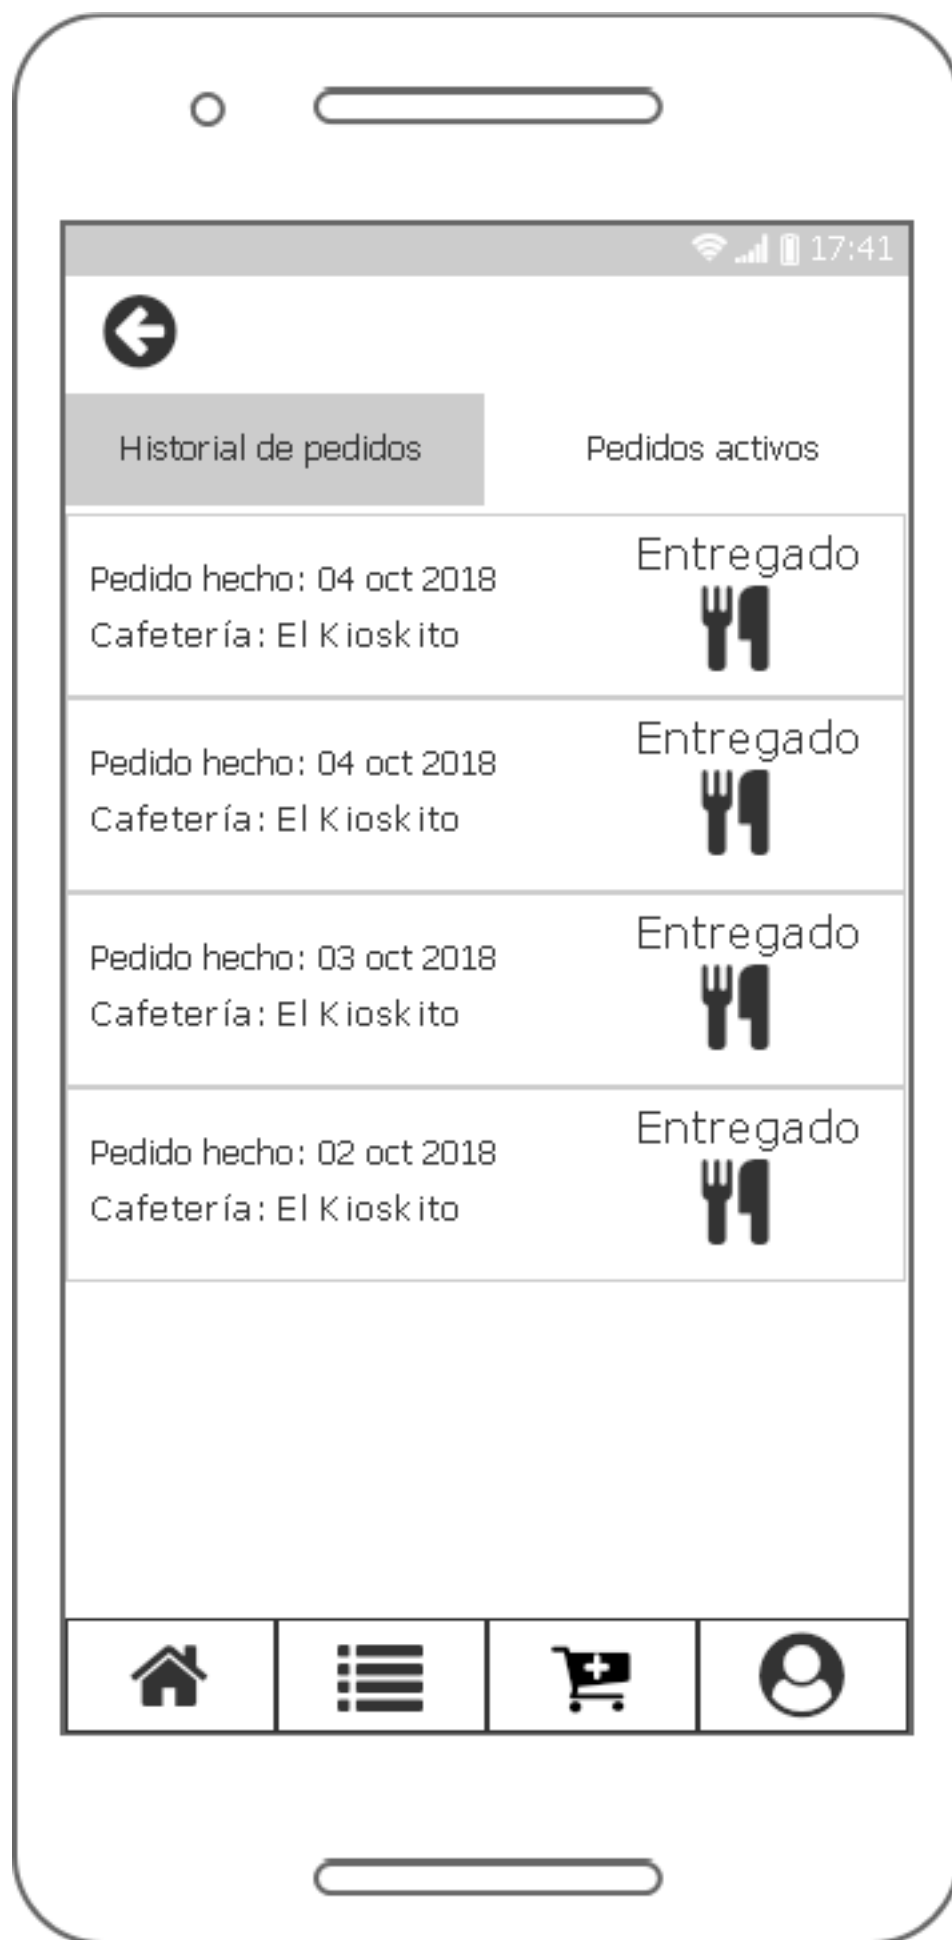 17:41
Historial de pedidos
Pedidos activos
Pedido hecho: 04 oct 2018
Cafetería: El Kioskito
Entregado
Pedido hecho: 04 oct 2018
Cafetería: El Kioskito
Entregado
Pedido hecho: 03 oct 2018
Cafetería: El Kioskito
Entregado
Pedido hecho: 02 oct 2018
Cafetería: El Kioskito
Entregado